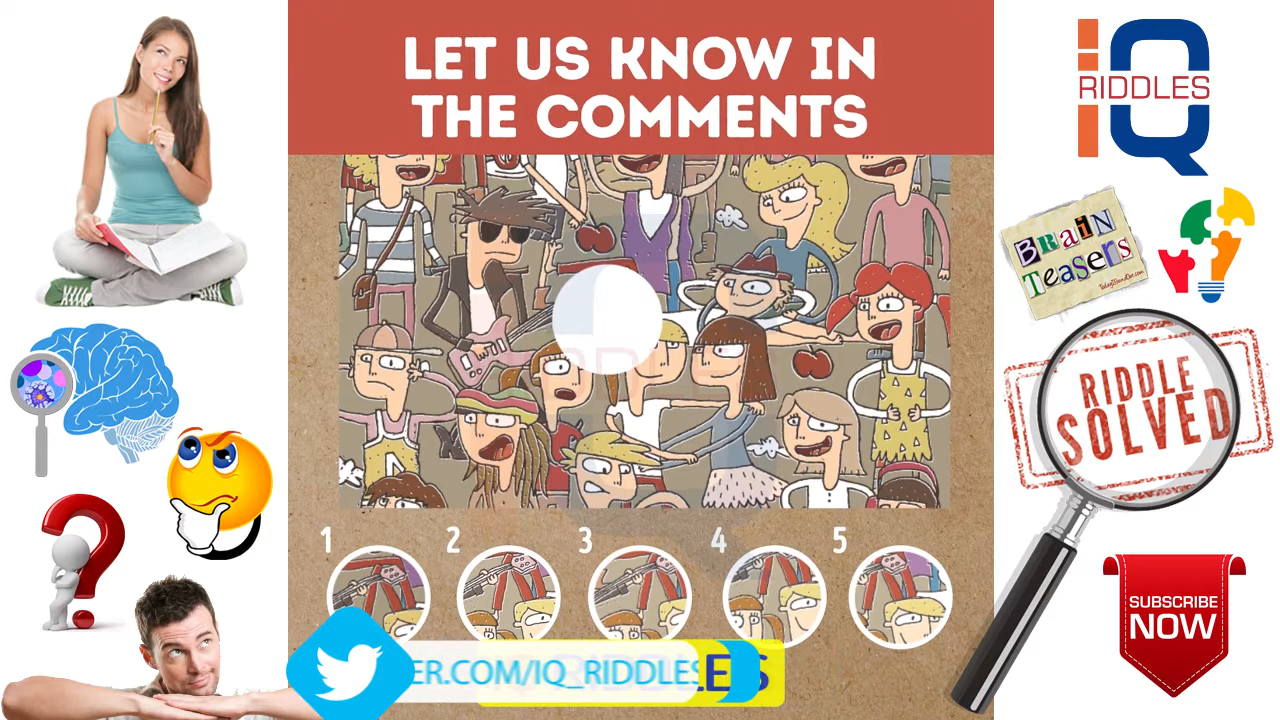 LET US KNOW IN
THE COMMENTS
iQ
RIDDLES
BRAiN
TEASERS
RIDDLE
SOLVED
1 2 3 4 5
SUBSCRIBE
NOW
ER.COM/IQ_RIDDLES
LES